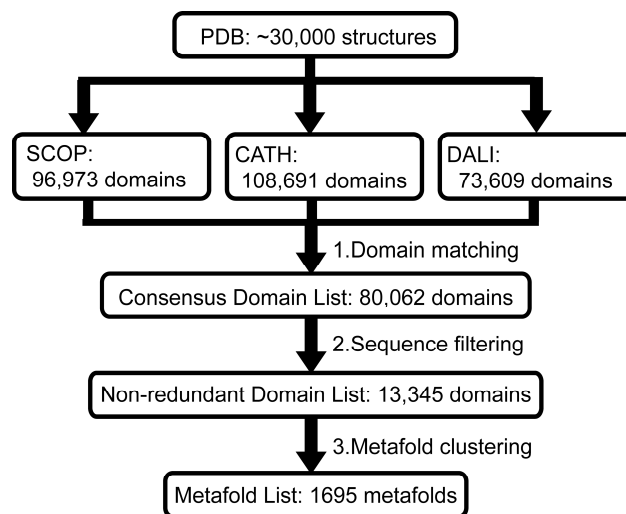 PDB: ~30,000 structures
SCOP:
96,973 domains
CATH:
108,691 domains
DALI:
73,609 domains
1.Domain matching
Consensus Domain List: 80,062 domains
2.Sequence filtering
Non-redundant Domain List: 13,345 domains
3.Metafold clustering
Metafold List: 1695 metafolds